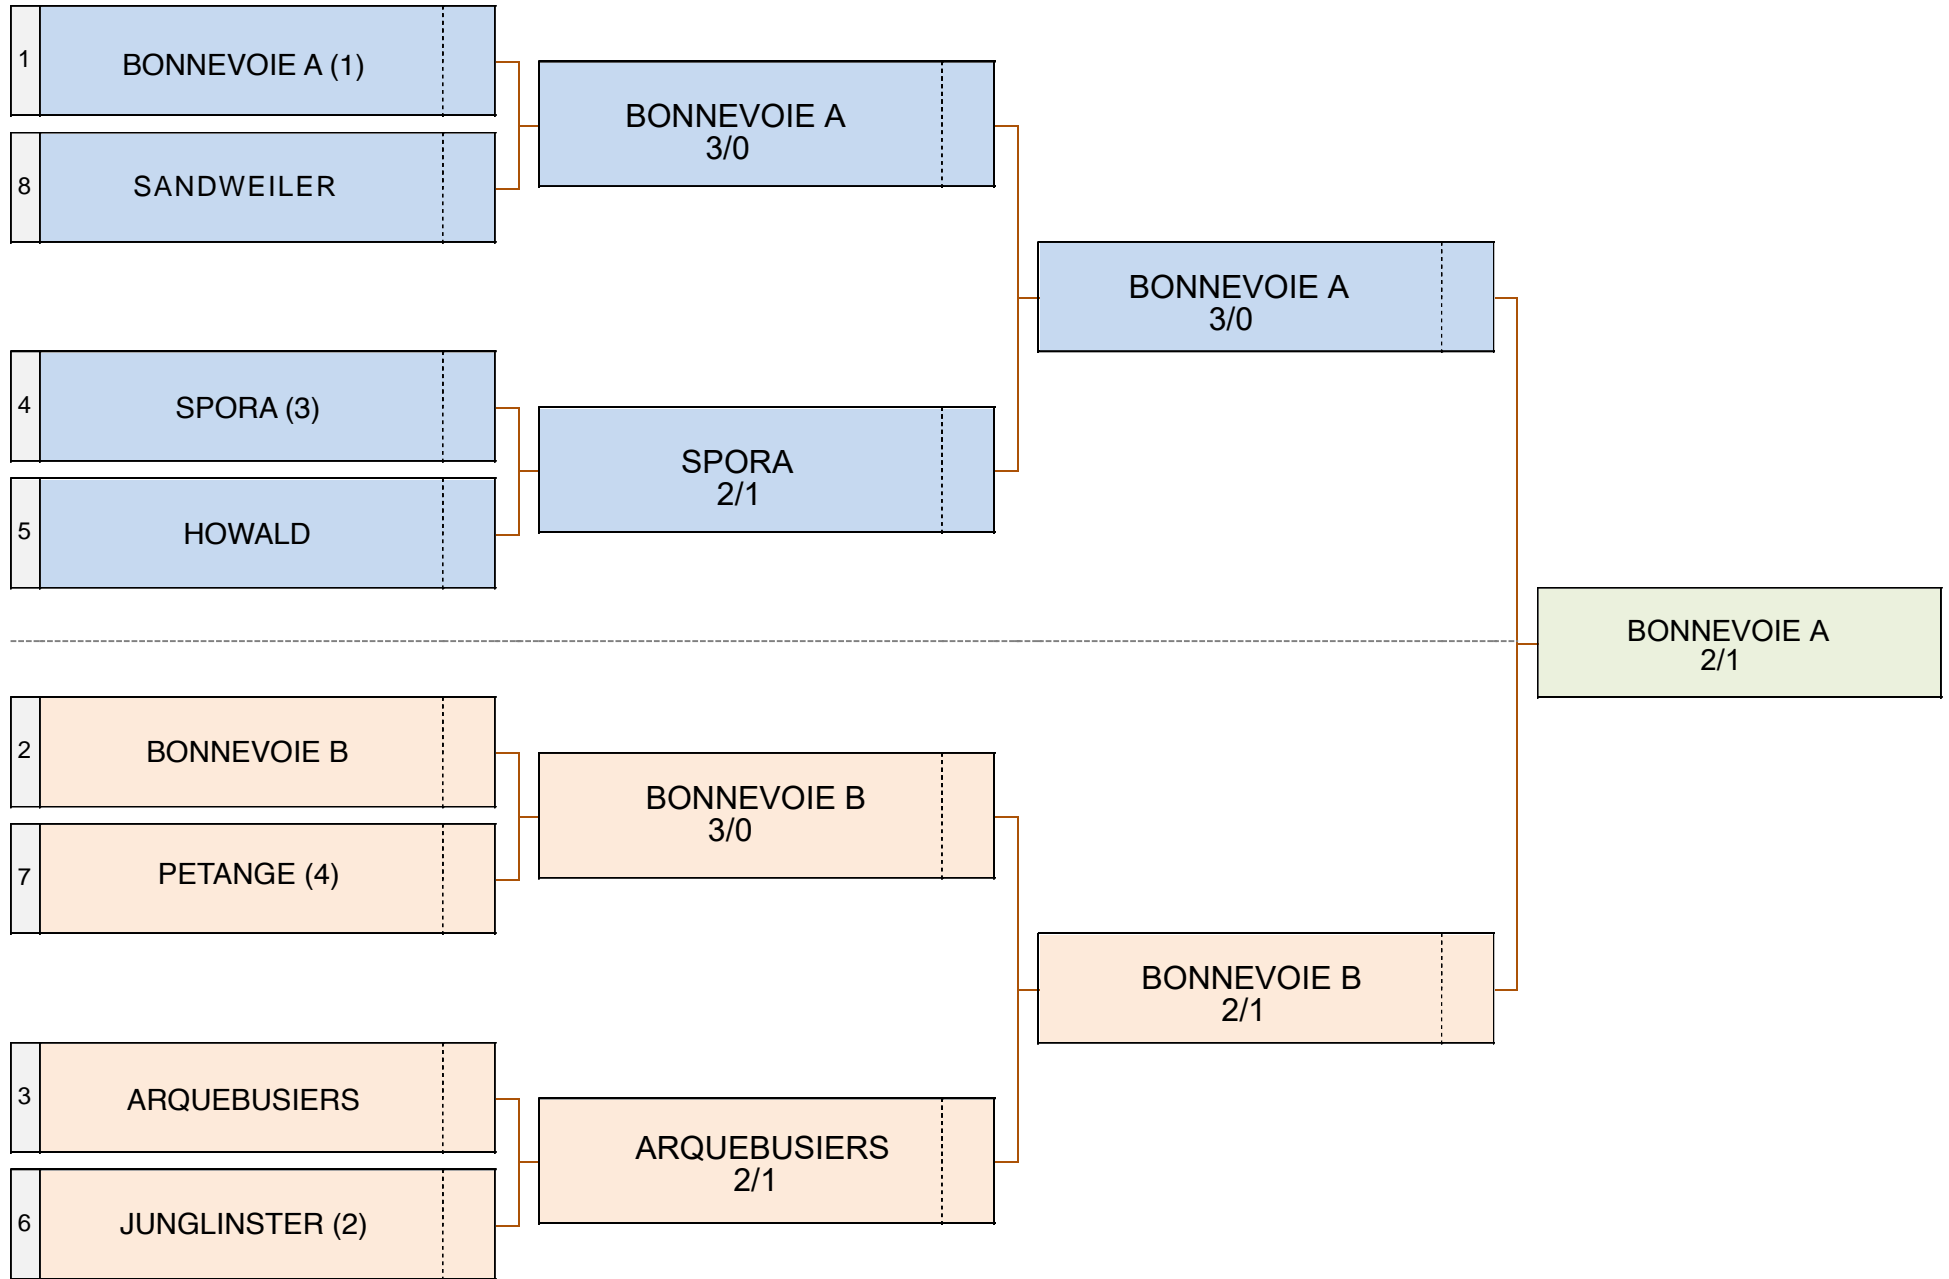 1
BONNEVOIE A (1)
8
SANDWEILER
BONNEVOIE A
3/0
4
SPORA (3)
5
HOWALD
SPORA
2/1
BONNEVOIE A
3/0
BONNEVOIE A
2/1
2
BONNEVOIE B
7
PETANGE (4)
BONNEVOIE B
3/0
3
ARQUEBUSIERS
6
JUNGLINSTER (2)
ARQUEBUSIERS
2/1
BONNEVOIE B
2/1